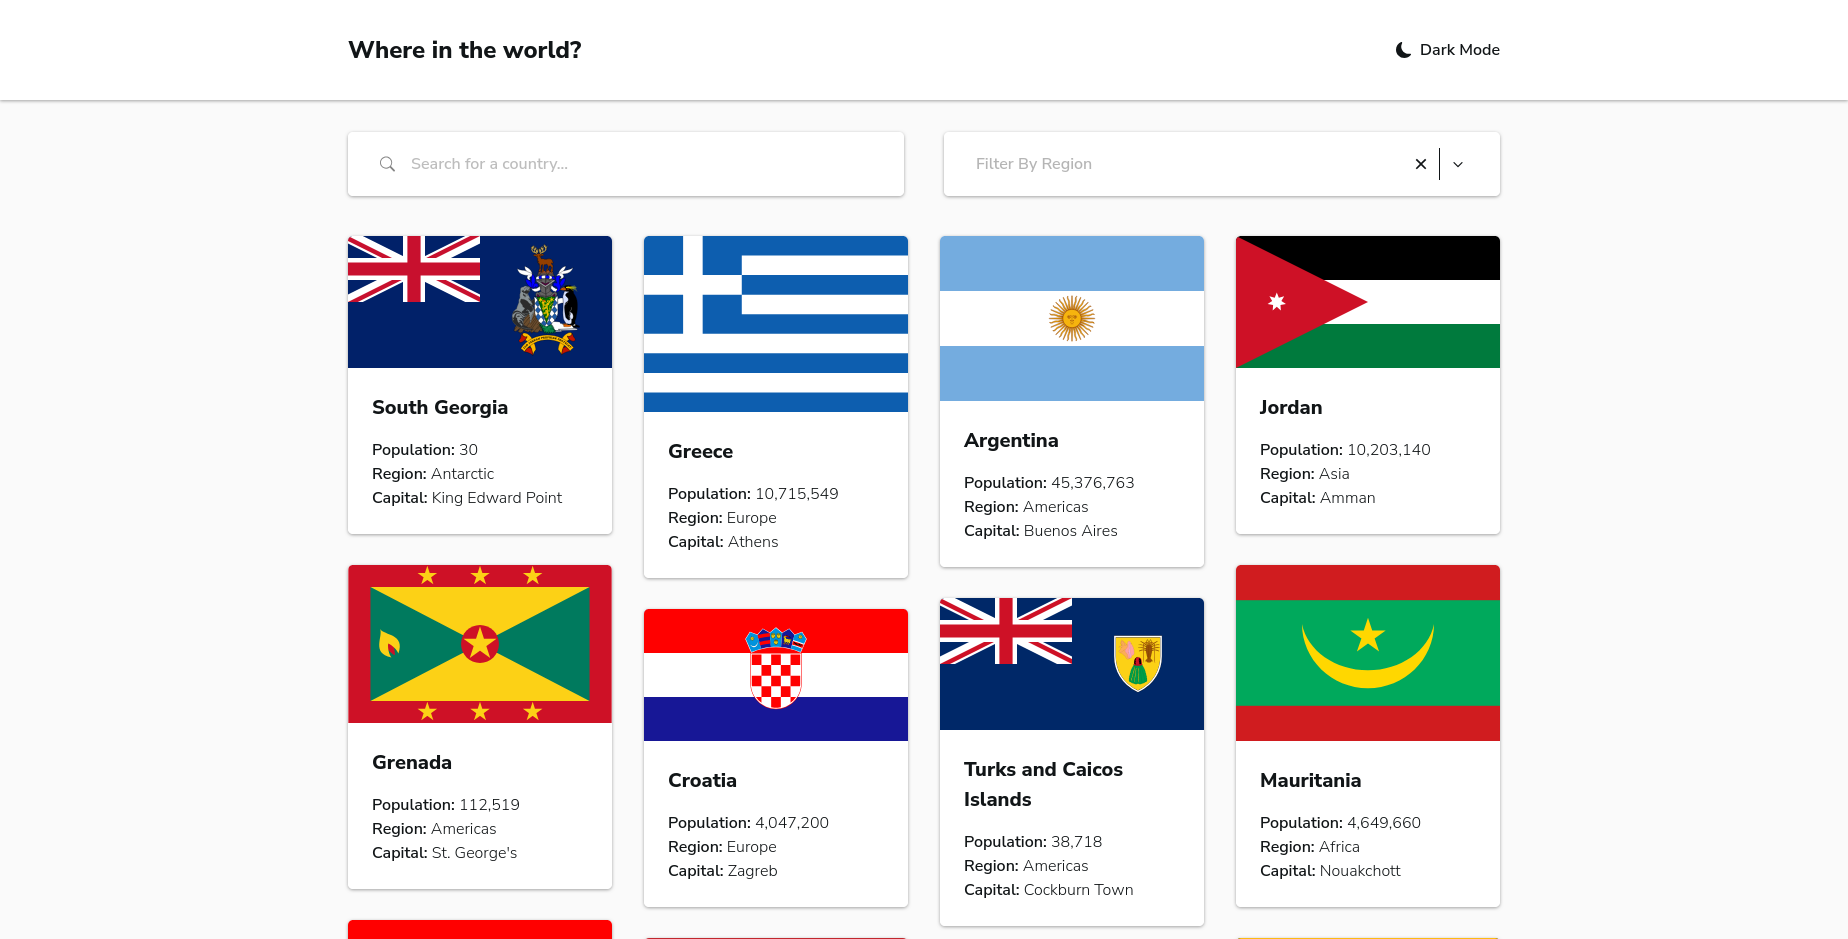 Where in the world?
Dark Mode
Search for a country...
Filter By Region
South Georgia
Population: 30
Region: Antarctic
Capital: King Edward Point
Greece
Population: 10,715,549
Region: Europe
Capital: Athens
Argentina
Population: 45,376,763
Region: Americas
Capital: Buenos Aires
Jordan
Population: 10,203,140
Region: Asia
Capital: Amman
Grenada
Population: 112,519
Region: Americas
Capital: St. George's
Croatia
Population: 4,047,200
Region: Europe
Capital: Zagreb
Turks and Caicos
Islands
Population: 38,718
Region: Americas
Capital: Cockburn Town
Mauritania
Population: 4,649,660
Region: Africa
Capital: Nouakchott